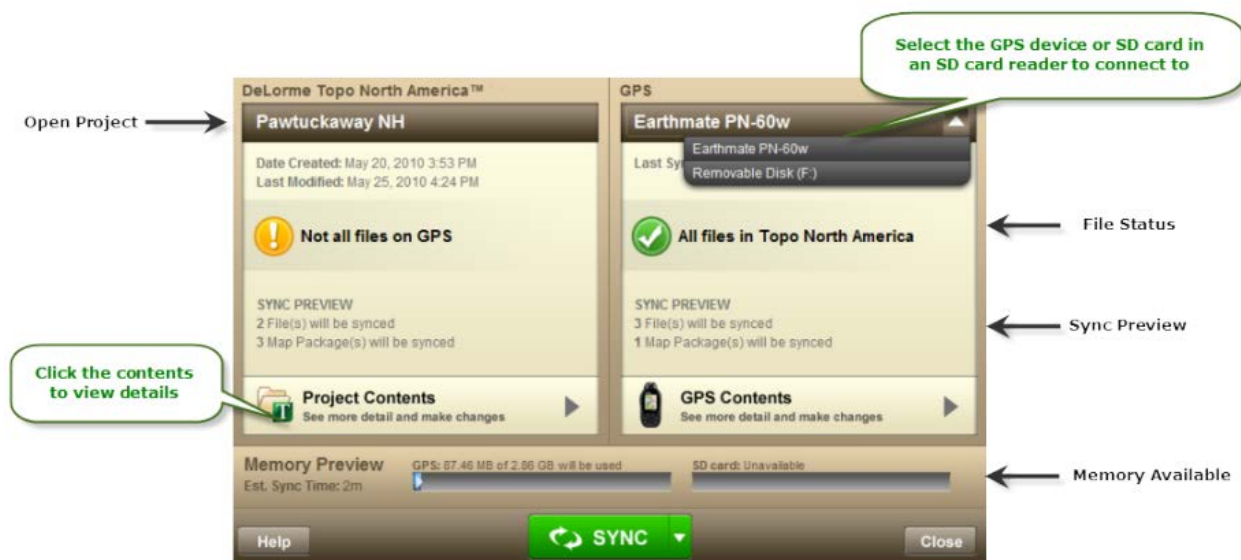 Select the GPS device or SD card in
an SD card reader to connect to
DeLorme Topo North America™
GPS
Open Project
Pawtuckaway NH
Earthmate PN-60w
Date Created: May 20, 2010 3:53 PM
Last Modified: May 25, 2010 4:24 PM
Last Sy
Earthmate PN-60w
Removable Disk (F:)
Not all files on GPS
All files in Topo North America
File Status
SYNC PREVIEW
2 File(s) will be synced
3 Map Package(s) will be synced
SYNC PREVIEW
3 File(s) will be synced
1 Map Package(s) will be synced
Sync Preview
Click the contents
to view details
T
Project Contents
See more detail and make changes
GPS Contents
See more detail and make changes
Memory Preview
Est. Sync Time: 2m
GPS: 87.46 MB of 2.86 GB will be used
SD card: Unavailable
Memory Available
Help
SYNC
Close